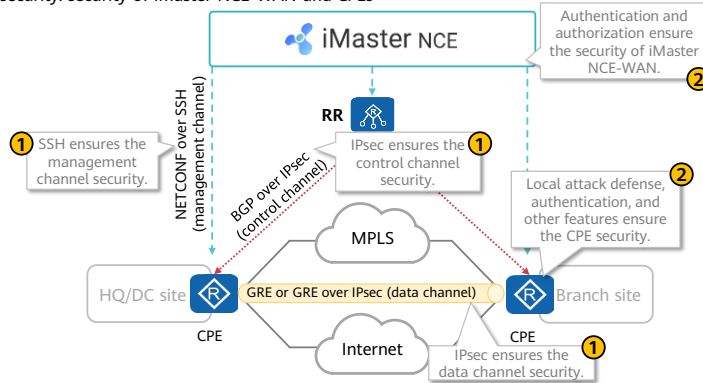 security: security of iMaster NCE-WAN and CPEs
iMaster NCE
Authentication and
authorization ensure
the security of iMaster
NCE-WAN.
2
RR
1
SSH ensures the
management
channel security.
NETCONF over SSH
(management channel)
BGP over IPsec
(control channel)
IPsec ensures the
control channel
security.
1
Local attack defense,
authentication, and
other features ensure
the CPE security.
2
MPLS
HQ/DC site
R
GRE or GRE over IPsec (data channel)
R
Branch site
CPE
CPE
Internet
IPsec ensures the
data channel security.
1